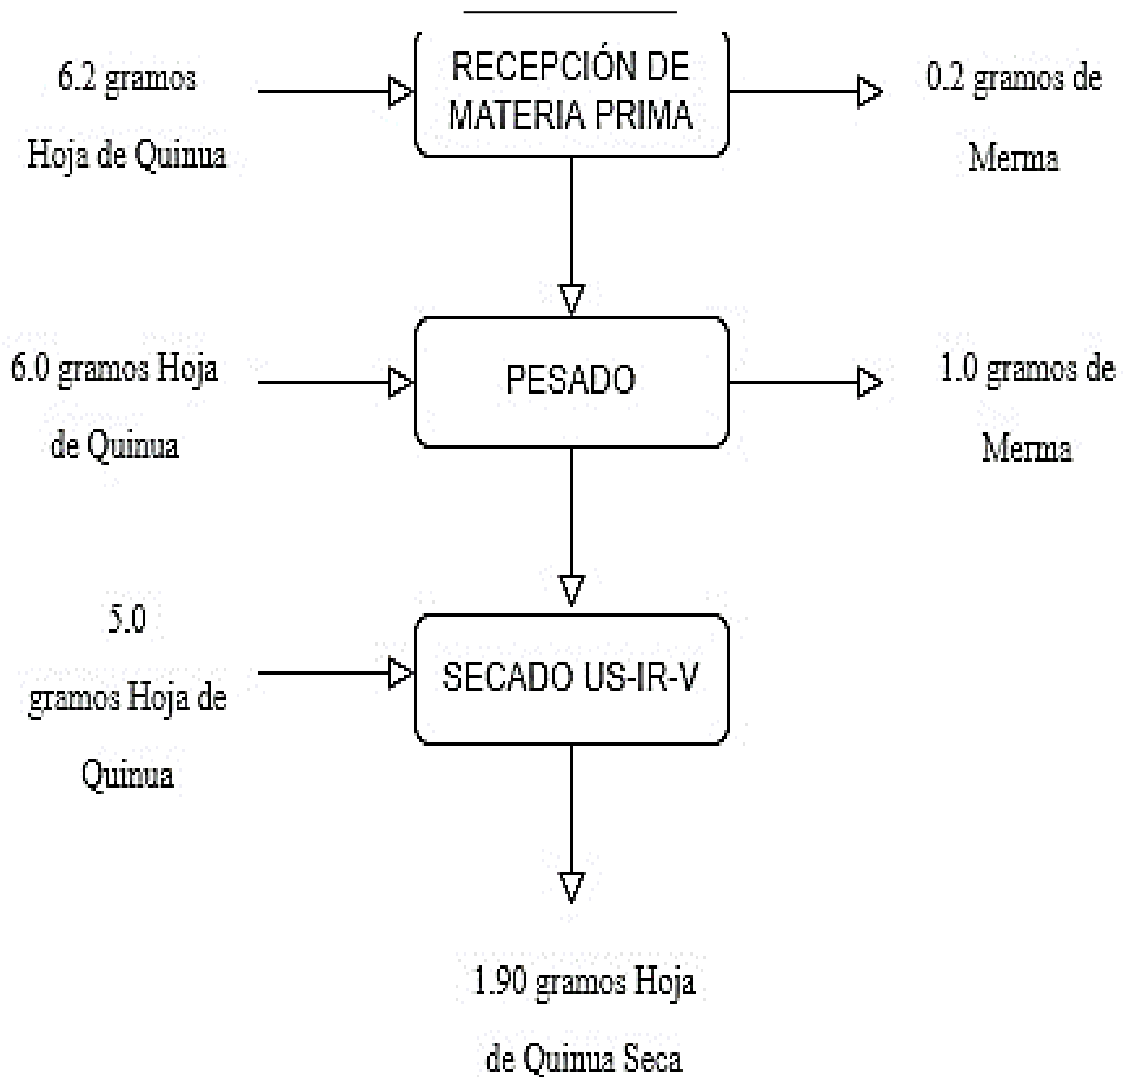 6.2 gramos
Hoja de Quinua
RECEPCIÓN DE
MATERIA PRIMA
0.2 gramos de
Merma
6.0 gramos Hoja
de Quinua
PESADO
1.0 gramos de
Merma
5.0
gramos Hoja de
Quinua
SECADO US-IR-V
1.90 gramos Hoja
de Quinua Seca